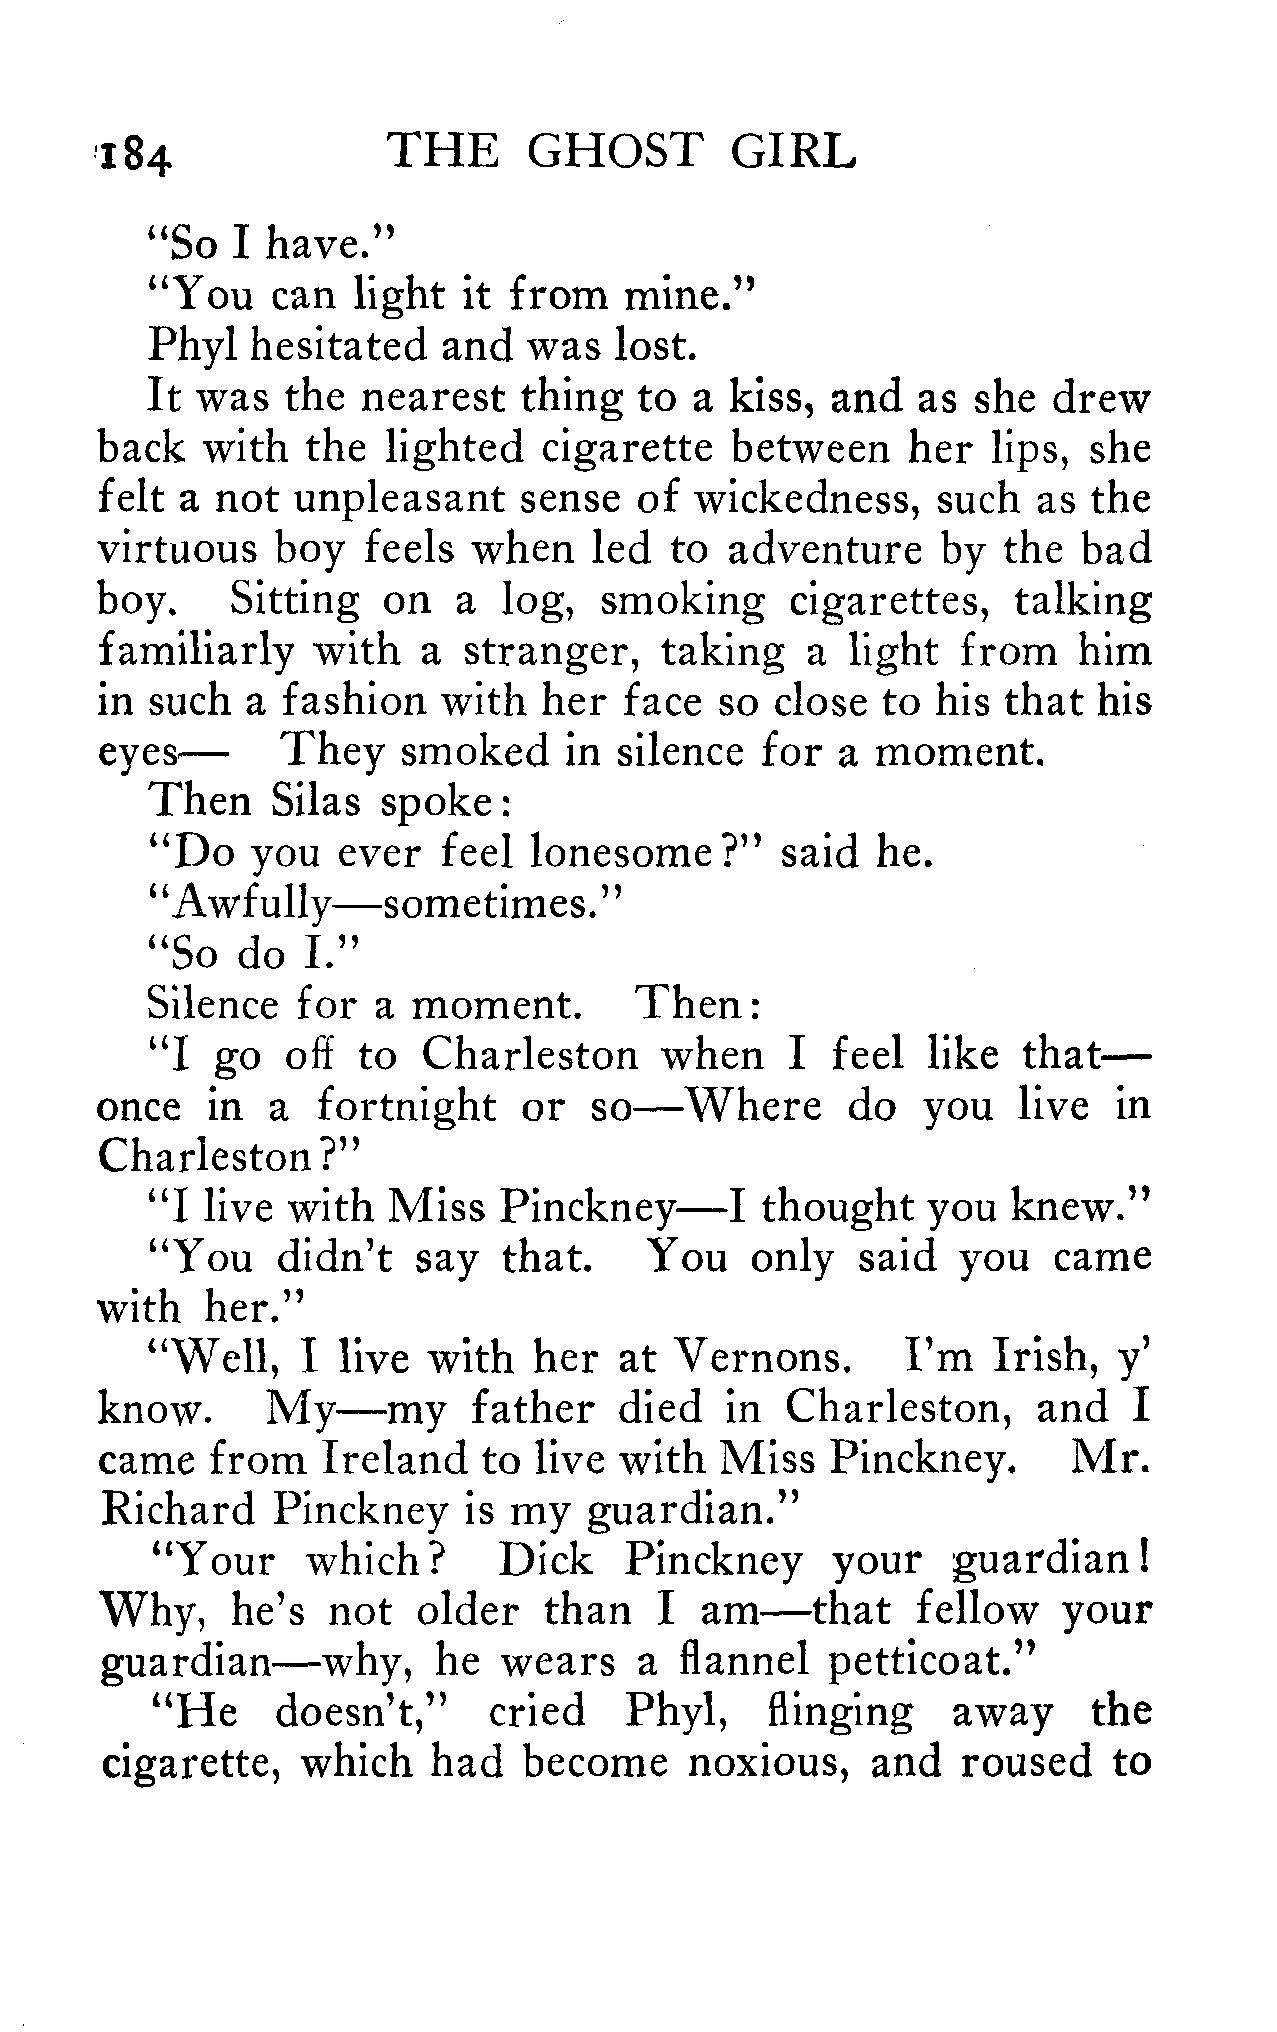 184 THE GHOST GIRL
"So I have."
"You can light it from mine."
Phyl hesitated and was lost.
It was the nearest thing to a kiss, and as she drew
back with the lighted cigarette between her lips, she
felt a not unpleasant sense of wickedness, such as the
virtuous boy feels when led to adventure by the bad
boy. Sitting on a log, smoking cigarettes, talking
familiarly with a stranger, taking a light from him
in such a fashion with her face so close to his that his
eyes— They smoked in silence for a moment.
Then Silas spoke:
"Do you ever feel lonesome?" said he.
"Awfully—sometimes."
"So do I."
Silence for a moment. Then:
"I go off to Charleston when I feel like that—
once in a fortnight or so—Where do you live in
Charleston?"
"I live with Miss Pinckney—I thought you knew."
"You didn't say that. You only said you came
with her."
"Well, I live with her at Vernons. I'm Irish, y'
know. My—my father died in Charleston, and I
came from Ireland to live with Miss Pinckney. Mr.
Richard Pinckney is my guardian."
"Your which? Dick Pinckney your guardian!
Why, he's not older than I am—that fellow your
guardian—why, he wears a flannel petticoat."
"He doesn't," cried Phyl, flinging away the
cigarette, which had become noxious, and roused to